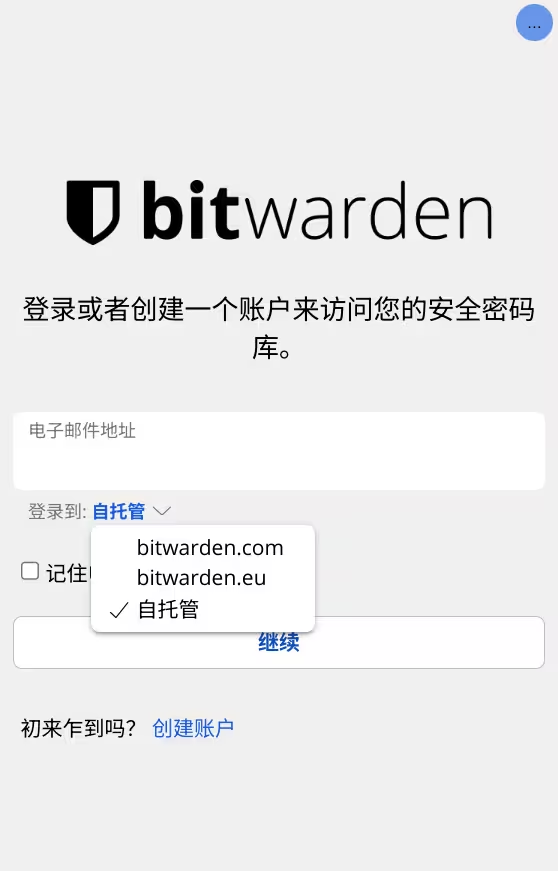 ...
bitwarden
登录或者创建一个账户来访问您的安全密码
库。
电子邮件地址
登录到: 自托管
bitwarden.com
bitwarden.eu
记住
自托管
继续
初来乍到吗? 创建账户